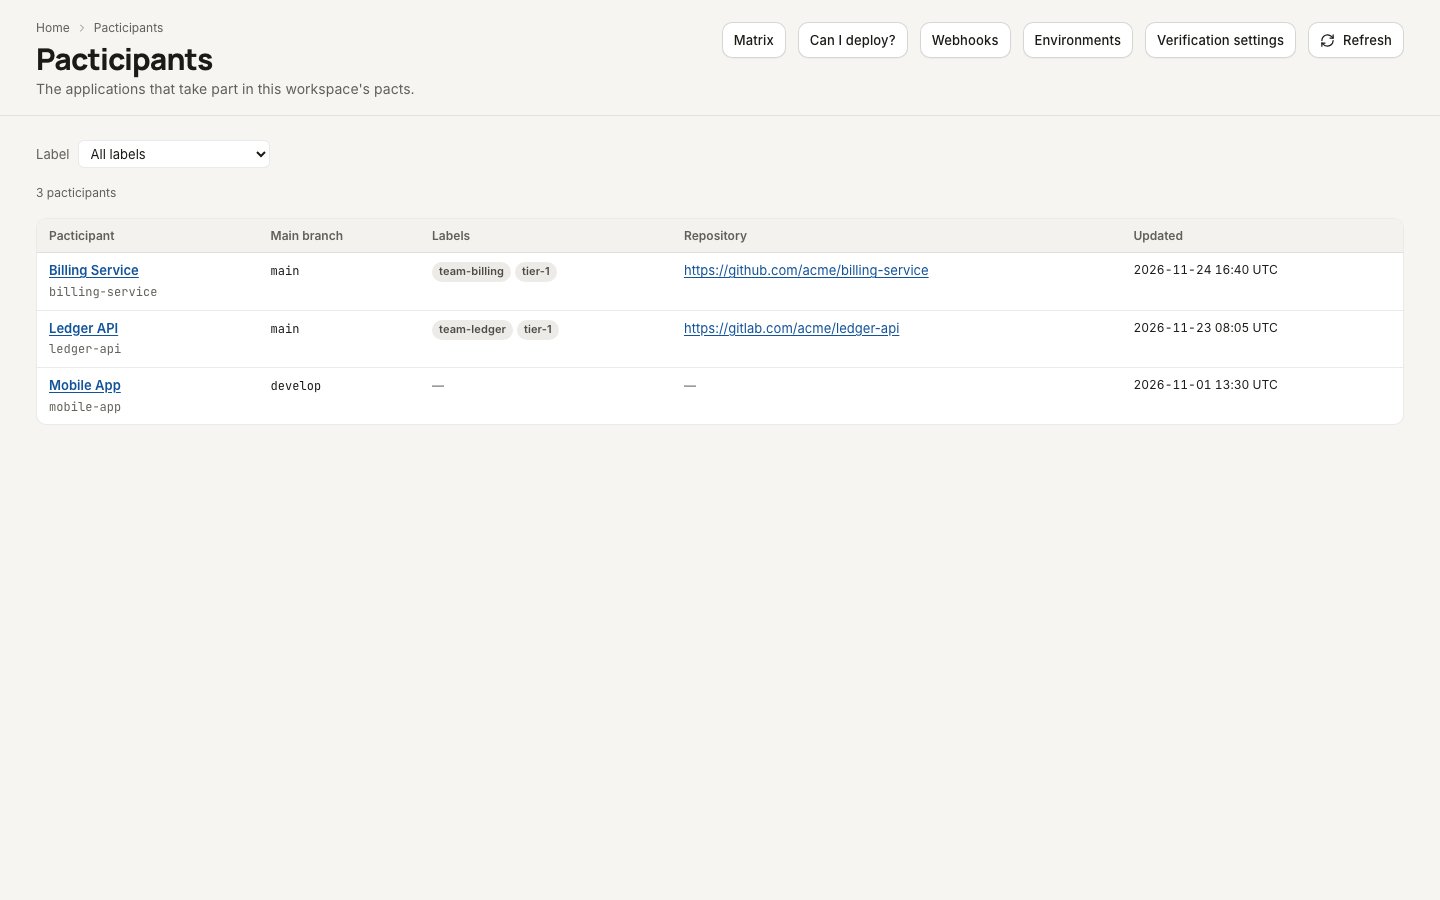 Home > Pacticipants
Pacticipants
The applications that take part in this workspace's pacts.
Matrix
Can I deploy?
Webhooks
Environments
Verification settings
Refresh
Label
All labels
3 pacticipants
Pacticipant Main branch Labels Repository Updated
Billing Service main team-billing tier-1 https://github.com/acme/billing-service 2026-11-24 16:40 UTC
billing-service
Ledger API main team-ledger tier-1 https://gitlab.com/acme/ledger-api 2026-11-23 08:05 UTC
ledger-api
Mobile App develop — — 2026-11-01 13:30 UTC
mobile-app